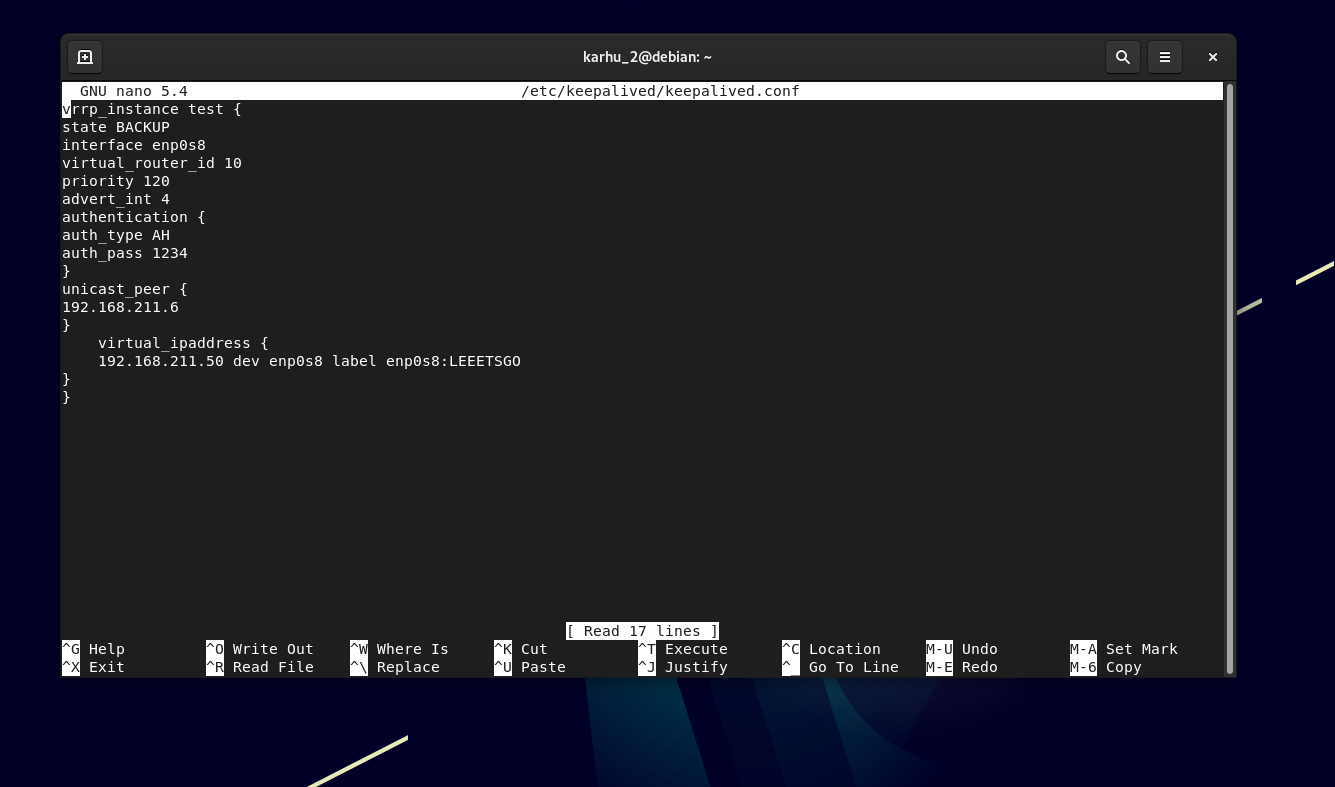 karhu_2@debian: ~
GNU nano 5.4 /etc/keepalived/keepalived.conf
vrrp_instance test {
state BACKUP
interface enp0s8
virtual_router_id 10
priority 120
advert_int 4
authentication {
auth_type AH
auth_pass 1234
}
unicast_peer {
192.168.211.6
}
    virtual_ipaddress {
    192.168.211.50 dev enp0s8 label enp0s8:LEEETSGO
}
}
[ Read 17 lines ]
^G Help ^O Write Out ^W Where Is ^K Cut ^T Execute ^C Location M-U Undo M-A Set Mark
^X Exit ^R Read File ^\ Replace ^U Paste ^J Justify ^_ Go To Line M-E Redo M-6 Copy